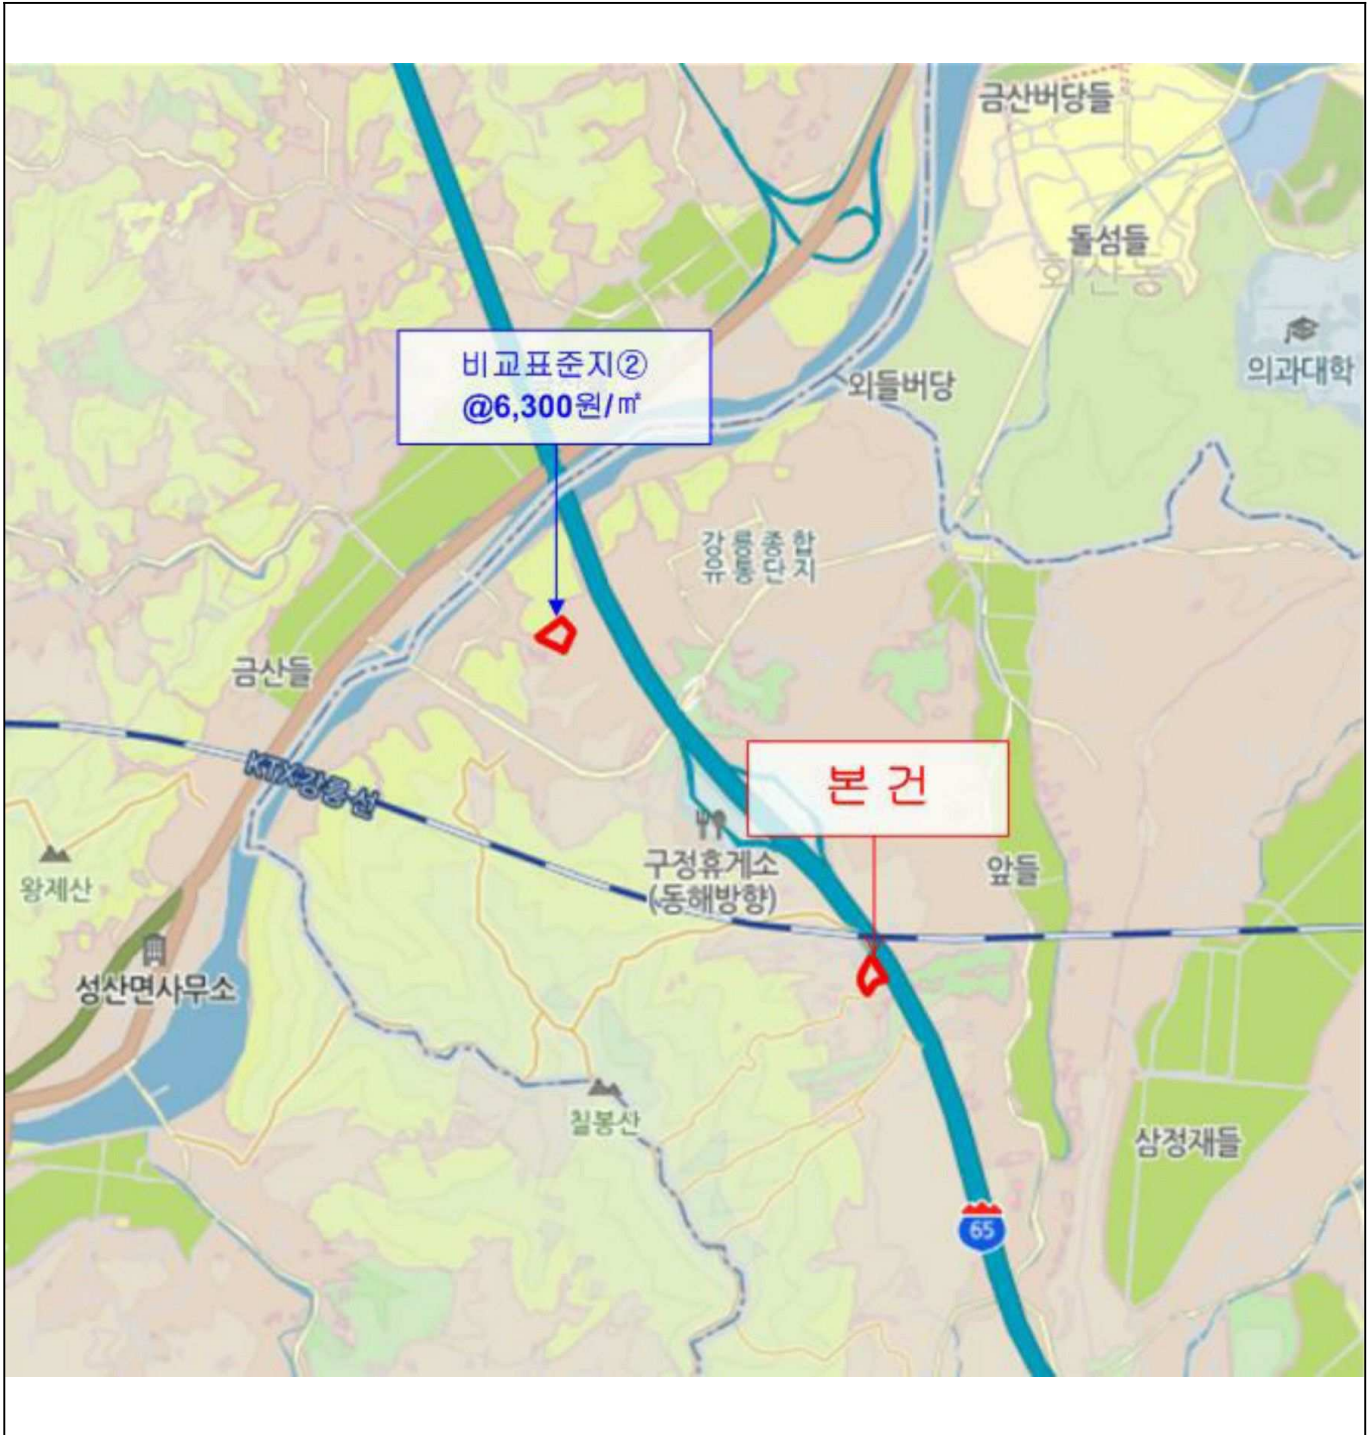 금산버당들
돌섬들
회산동
의과대학
비교표준지②
@6,300원/㎡
외들버당
강릉종합
유통단지
금산들
KTX강릉선
본 건
구정휴게소
(동해방향)
앞들
왕제산
성산면사무소
칠봉산
삼정재들
65